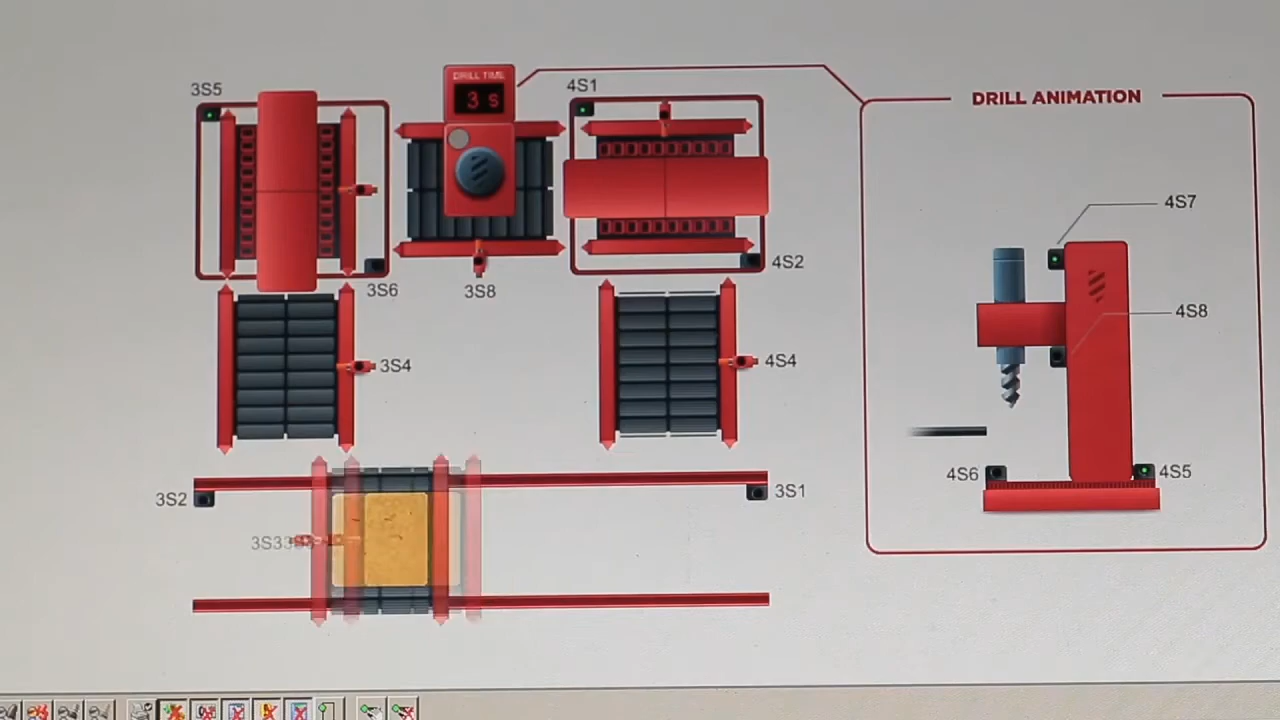 DRILL TIME
3 s
3S5
4S1
DRILL ANIMATION
4S7
4S2
3S6
3S8
4S8
3S4
4S4
4S6
4S5
3S2
3S1